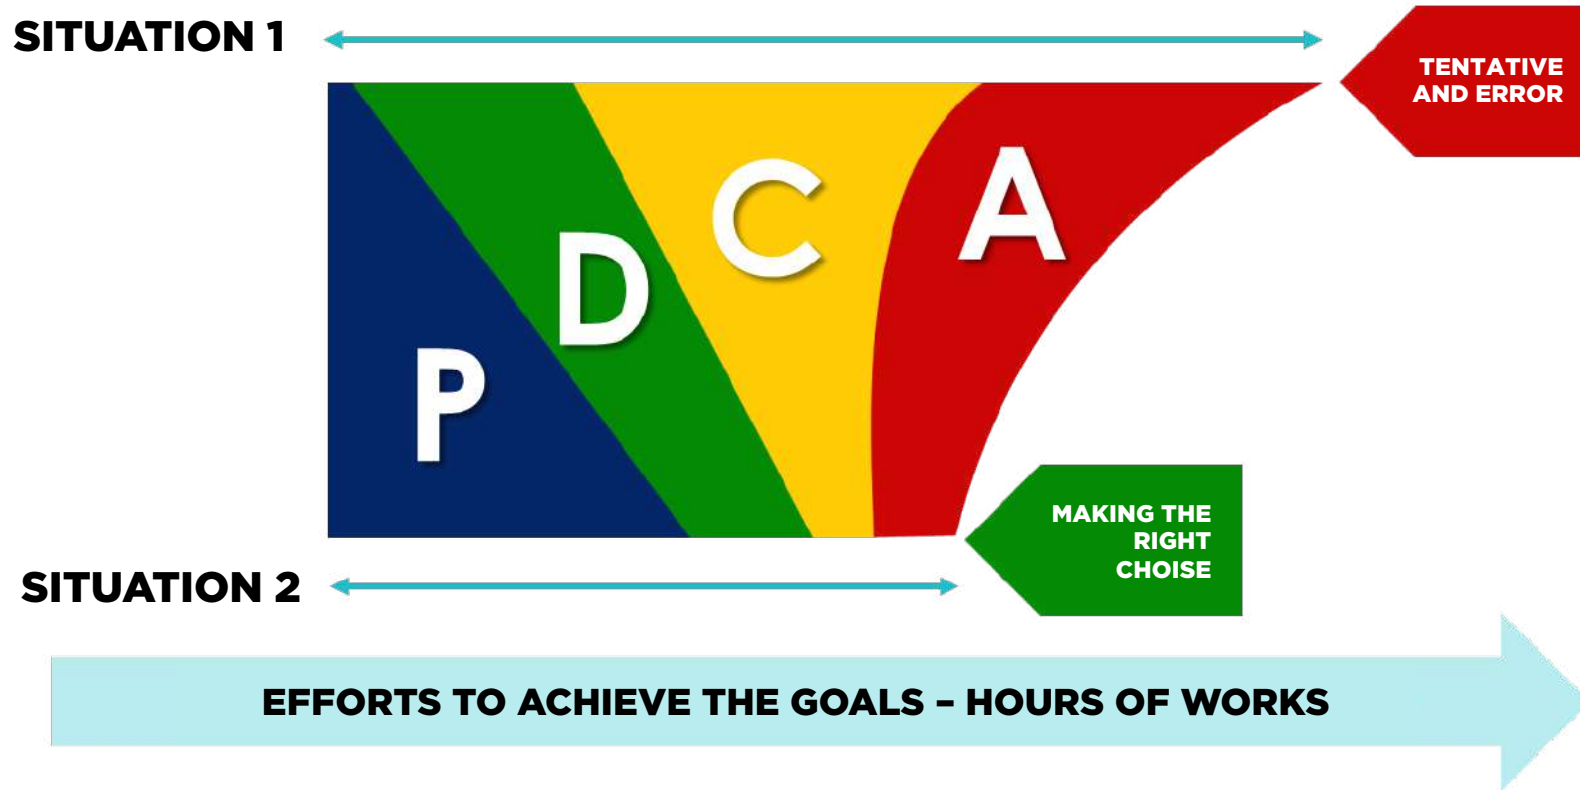 SITUATION 1
TENTATIVE
AND ERROR
P
D
C
A
MAKING THE
RIGHT
CHOISE
SITUATION 2
EFFORTS TO ACHIEVE THE GOALS – HOURS OF WORKS